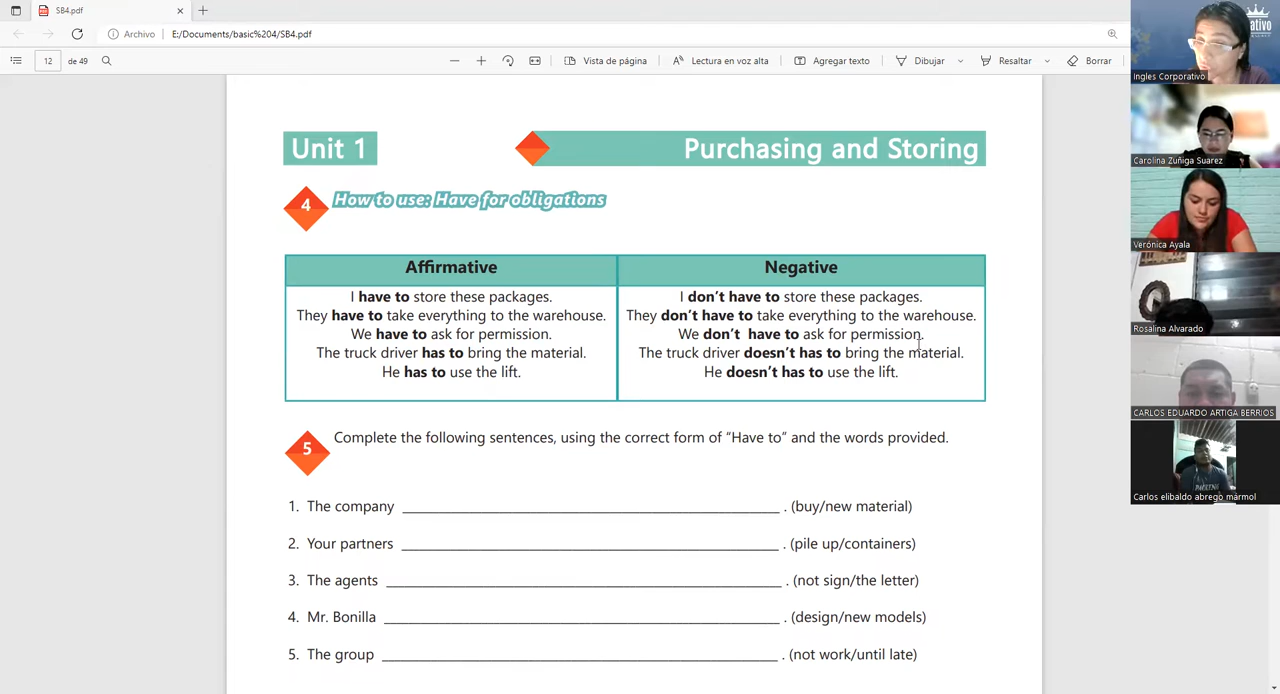 SB4.pdf
Archivo
E:/Documents/basic%204/SB4.pdf
12
de 49
Vista de página
Lectura en voz alta
Agregar texto
Dibujar
Resaltar
Borrar
Unit 1
Purchasing and Storing
4
How to use: Have for obligations
Affirmative
I have to store these packages.
They have to take everything to the warehouse.
We have to ask for permission.
The truck driver has to bring the material.
He has to use the lift.
Negative
I don't have to store these packages.
They don't have to take everything to the warehouse.
We don't  have to ask for permission.
The truck driver doesn't has to bring the material.
He doesn't has to use the lift.
5
Complete the following sentences, using the correct form of “Have to” and the words provided.
1. The company ______________________________ . (buy/new material)
2. Your partners ______________________________ . (pile up/containers)
3. The agents ______________________________ . (not sign/the letter)
4. Mr. Bonilla ______________________________ . (design/new models)
5. The group ______________________________ . (not work/until late)
ativo
Ingles Corporativo
Carolina Zuñiga Suarez
Verónica Ayala
Rosalina Alvarado
CARLOS EDUARDO ARTIGA BERRIOS
Carlos elibaldo abrego mármol